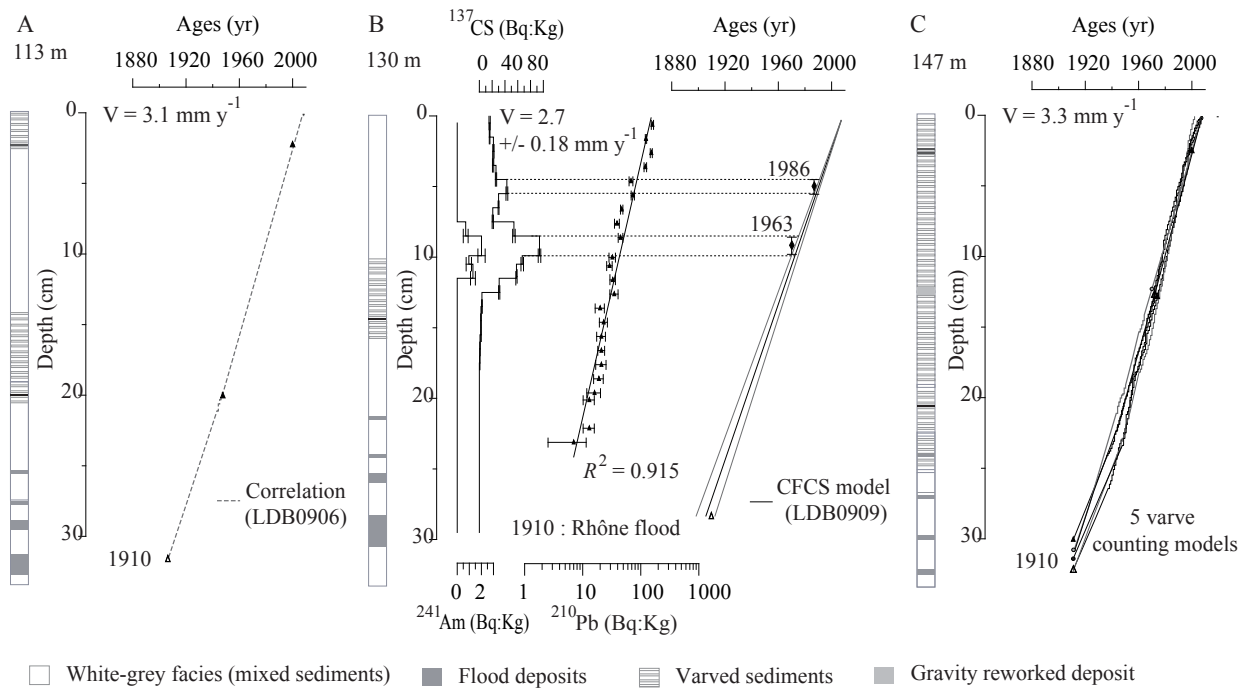 A
113 m
Ages (yr)
1880 1920 1960 2000
V = 3.1 mm y⁻¹
0
10
20
30
Depth (cm)
Correlation
(LDB0906)
1910
B
130 m
¹³⁷CS (Bq:Kg)
0 40 80
Ages (yr)
1880 1920 1960 2000
V = 2.7
+/- 0.18 mm y⁻¹
1986
1963
0
10
20
30
Depth (cm)
R² = 0.915
CFCS model
(LDB0909)
1910 : Rhône flood
0 2
1 10 100 1000
²⁴¹Am (Bq:Kg)
²¹⁰Pb (Bq:Kg)
C
147 m
Ages (yr)
1880 1920 1960 2000
V = 3.3 mm y⁻¹
0
10
20
30
Depth (cm)
5 varve
counting models
1910
White-grey facies (mixed sediments)
Flood deposits
Varved sediments
Gravity reworked deposit